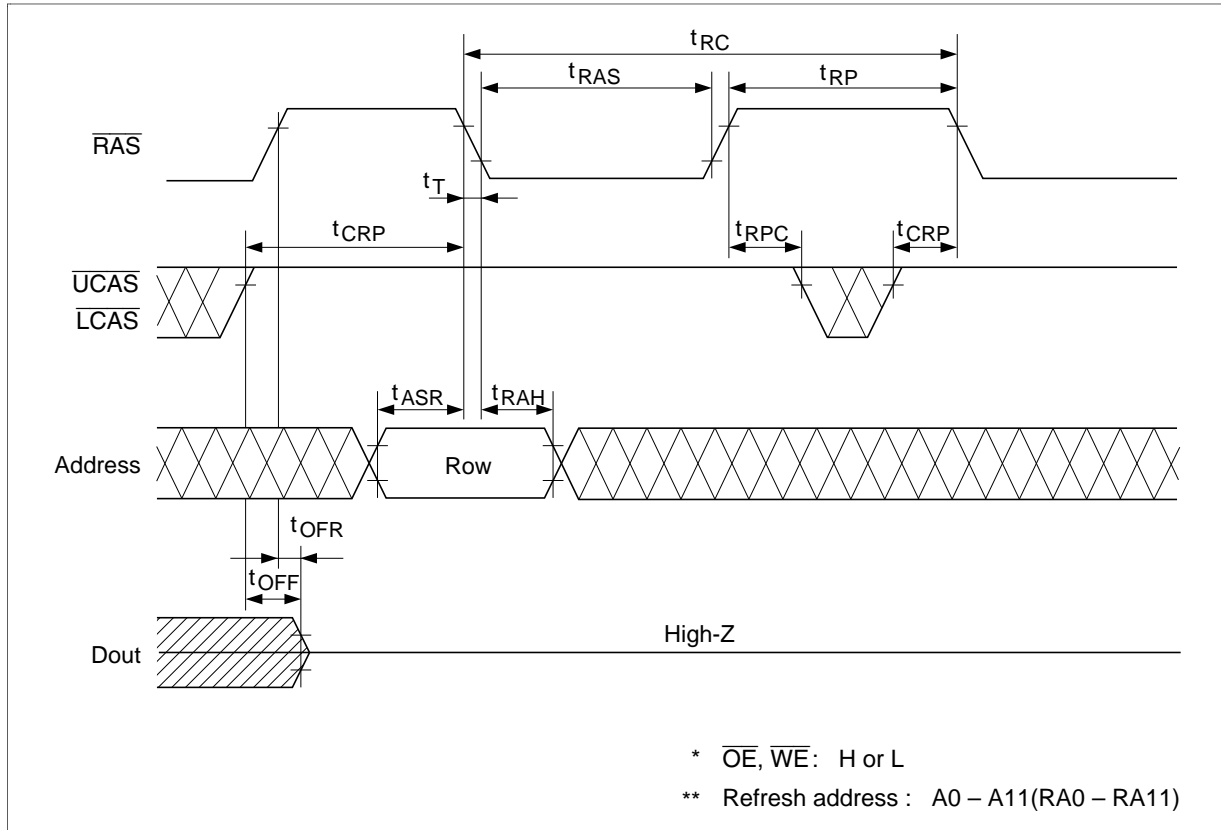 tRC
tRAS
tRP
RAS
tT
tCRP
tRPC
tCRP
UCAS
LCAS
tASR
tRAH
Address
Row
tOFR
tOFF
High-Z
Dout
* OE, WE: H or L
** Refresh address : A0 – A11(RA0 – RA11)